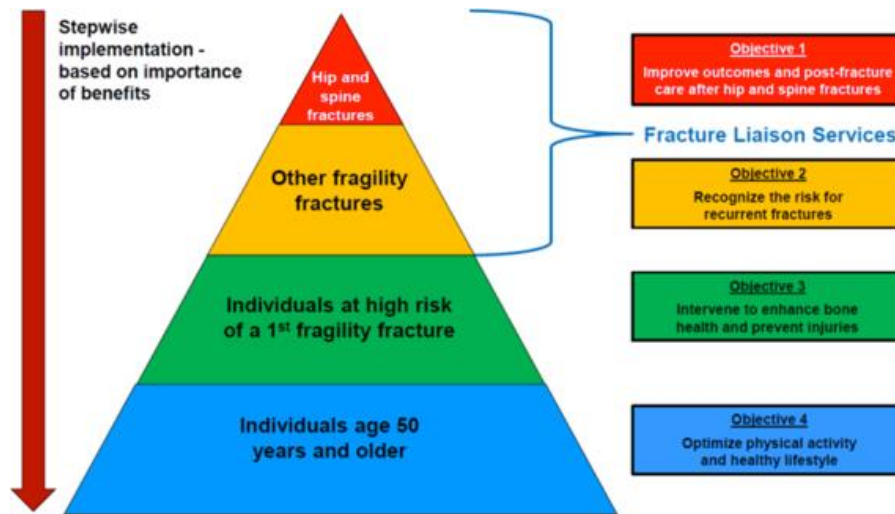 Stepwise
implementation -
based on importance
of benefits
Hip and
spine
fractures
Other fragility
fractures
Individuals at high risk
of a 1st fragility fracture
Individuals age 50
years and older
Objective 1
Improve outcomes and post-fracture
care after hip and spine fractures
Fracture Liaison Services
Objective 2
Recognize the risk for
recurrent fractures
Objective 3
Intervene to enhance bone
health and prevent injuries
Objective 4
Optimize physical activity
and healthy lifestyle